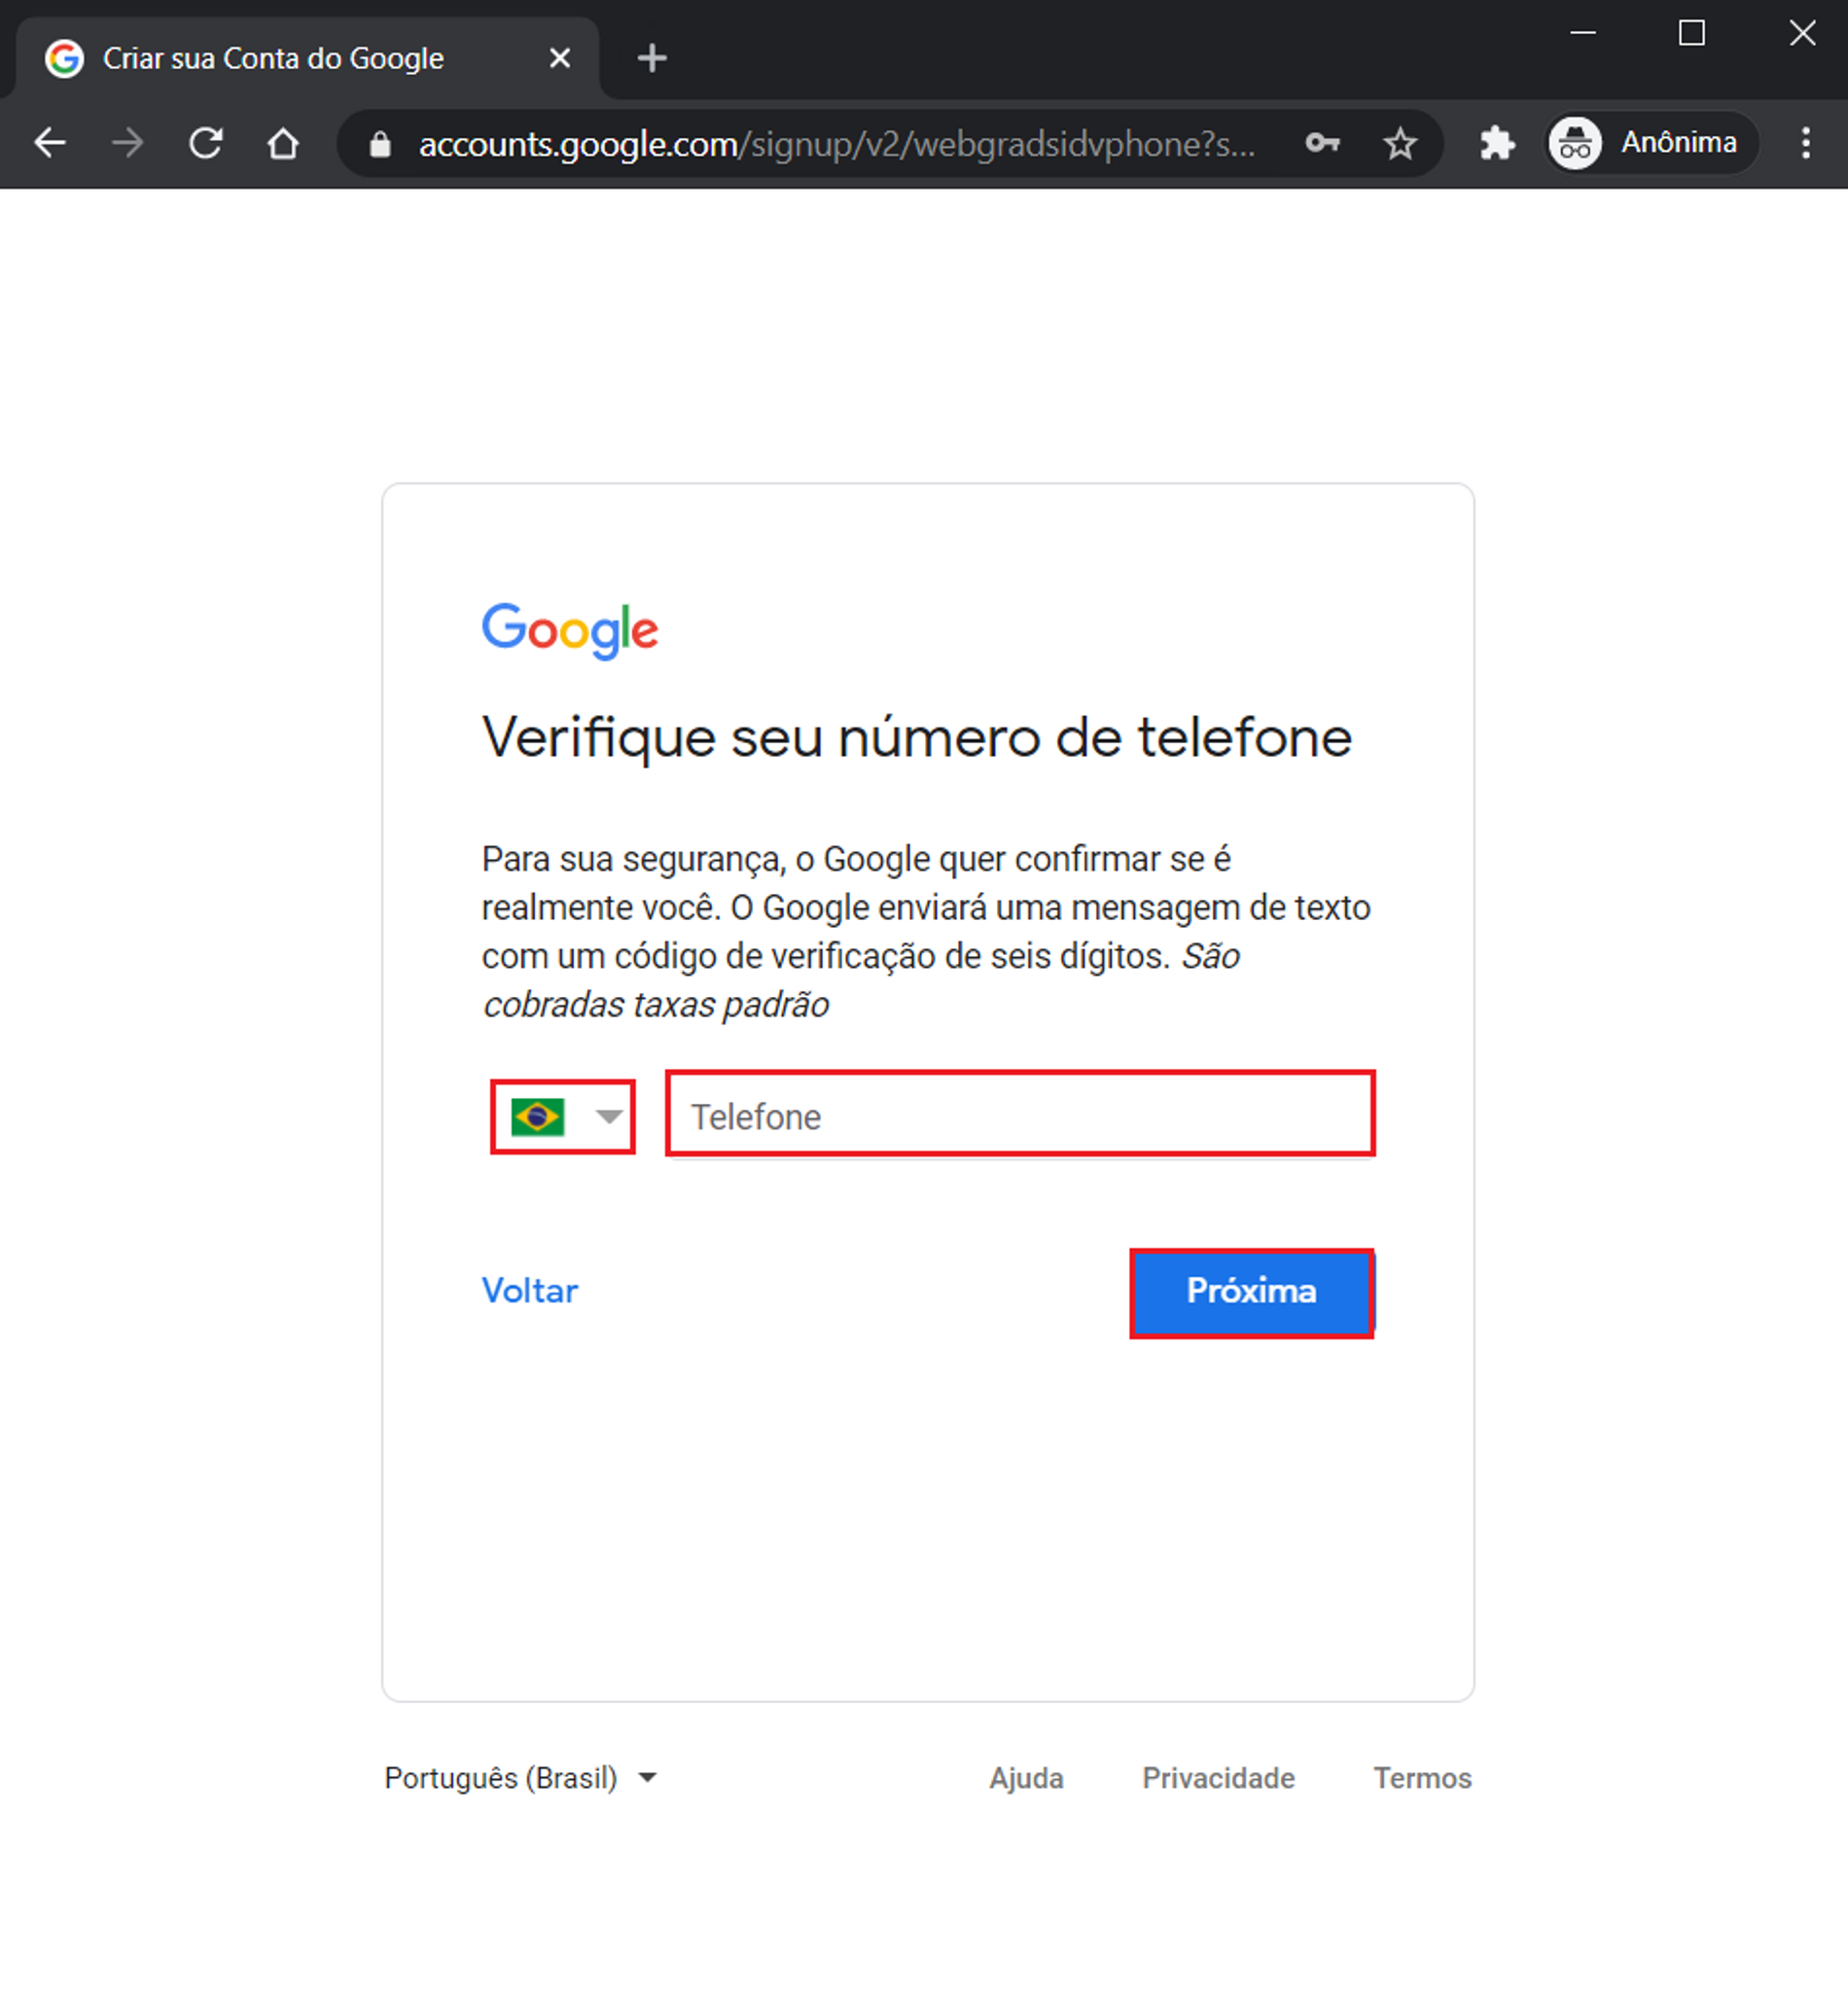 Criar sua Conta do Google
accounts.google.com/signup/v2/webgradsidvphone?s...
Anônima
Google
Verifique seu número de telefone
Para sua segurança, o Google quer confirmar se é
realmente você. O Google enviará uma mensagem de texto
com um código de verificação de seis dígitos. São
cobradas taxas padrão
Telefone
Voltar
Próxima
Português (Brasil)
Ajuda
Privacidade
Termos